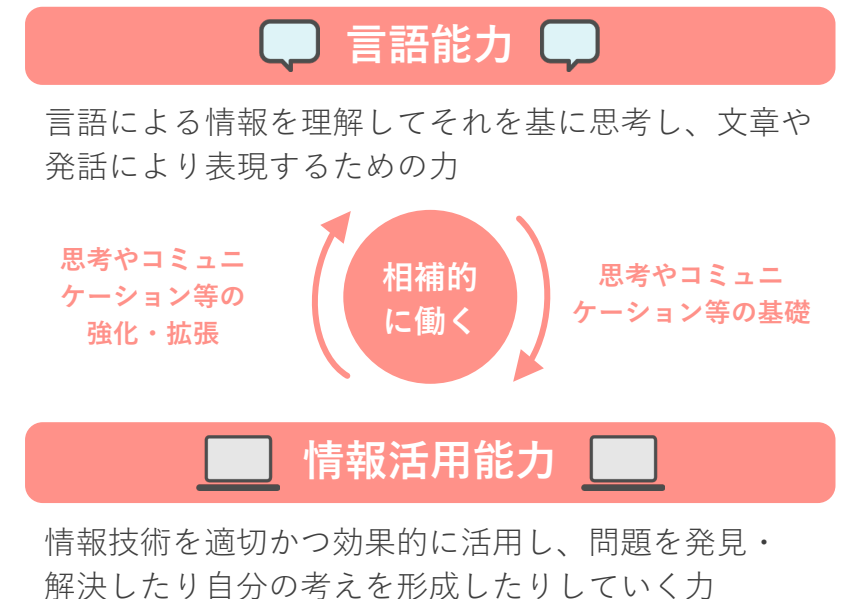 言語能力
言語による情報を理解してそれを基に思考し、文章や
発話により表現するための力
思考やコミュニ
ケーション等の
強化・拡張
相補的
に働く
思考やコミュニ
ケーション等の基礎
情報活用能力
情報技術を適切かつ効果的に活用し、問題を発見・
解決したり自分の考えを形成したりしていく力